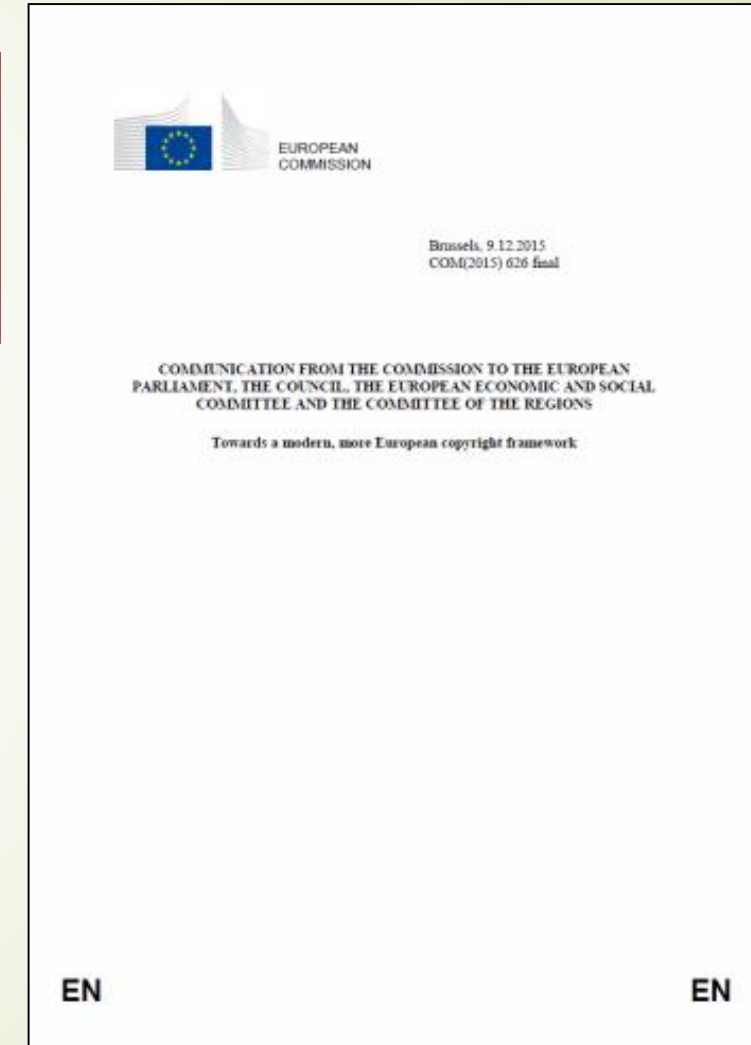 EUROPEAN
COMMISSION
Brussels, 9.12.2015
COM(2015) 626 final
COMMUNICATION FROM THE COMMISSION TO THE EUROPEAN
PARLIAMENT, THE COUNCIL, THE EUROPEAN ECONOMIC AND SOCIAL
COMMITTEE AND THE COMMITTEE OF THE REGIONS
Towards a modern, more European copyright framework
EN
EN